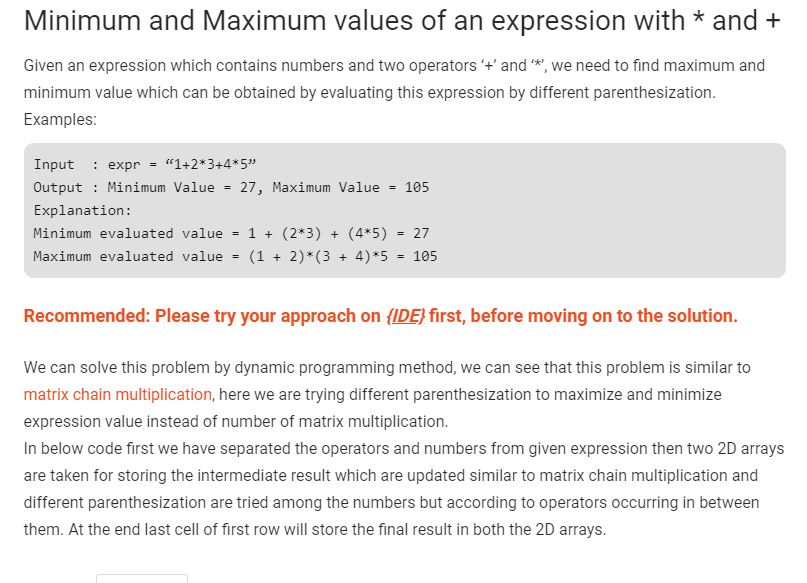 Minimum and Maximum values of an expression with * and +
Given an expression which contains numbers and two operators ‘+’ and ‘*’, we need to find maximum and
minimum value which can be obtained by evaluating this expression by different parenthesization.
Examples:
Input  : expr = “1+2*3+4*5”
Output : Minimum Value = 27, Maximum Value = 105
Explanation:
Minimum evaluated value = 1 + (2*3) + (4*5) = 27
Maximum evaluated value = (1 + 2)*(3 + 4)*5 = 105
Recommended: Please try your approach on {IDE} first, before moving on to the solution.
We can solve this problem by dynamic programming method, we can see that this problem is similar to
matrix chain multiplication, here we are trying different parenthesization to maximize and minimize
expression value instead of number of matrix multiplication.
In below code first we have separated the operators and numbers from given expression then two 2D arrays
are taken for storing the intermediate result which are updated similar to matrix chain multiplication and
different parenthesization are tried among the numbers but according to operators occurring in between
them. At the end last cell of first row will store the final result in both the 2D arrays.